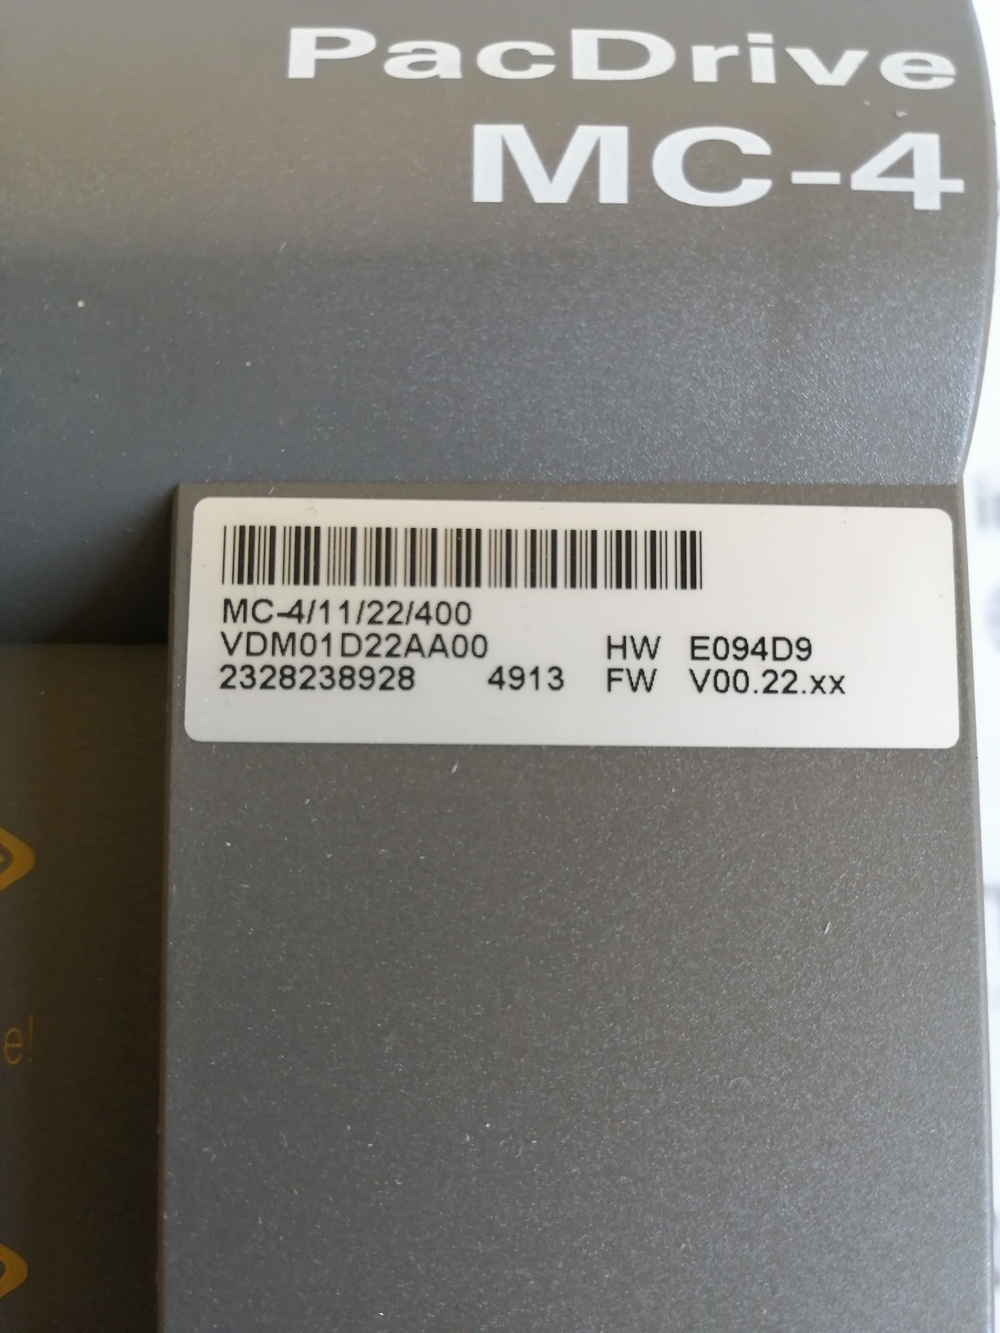 PacDrive
MC-4
MC-4/11/22/400
VDM01D22AA00 HW E094D9
2328238928 4913 FW V00.22.xx
e!